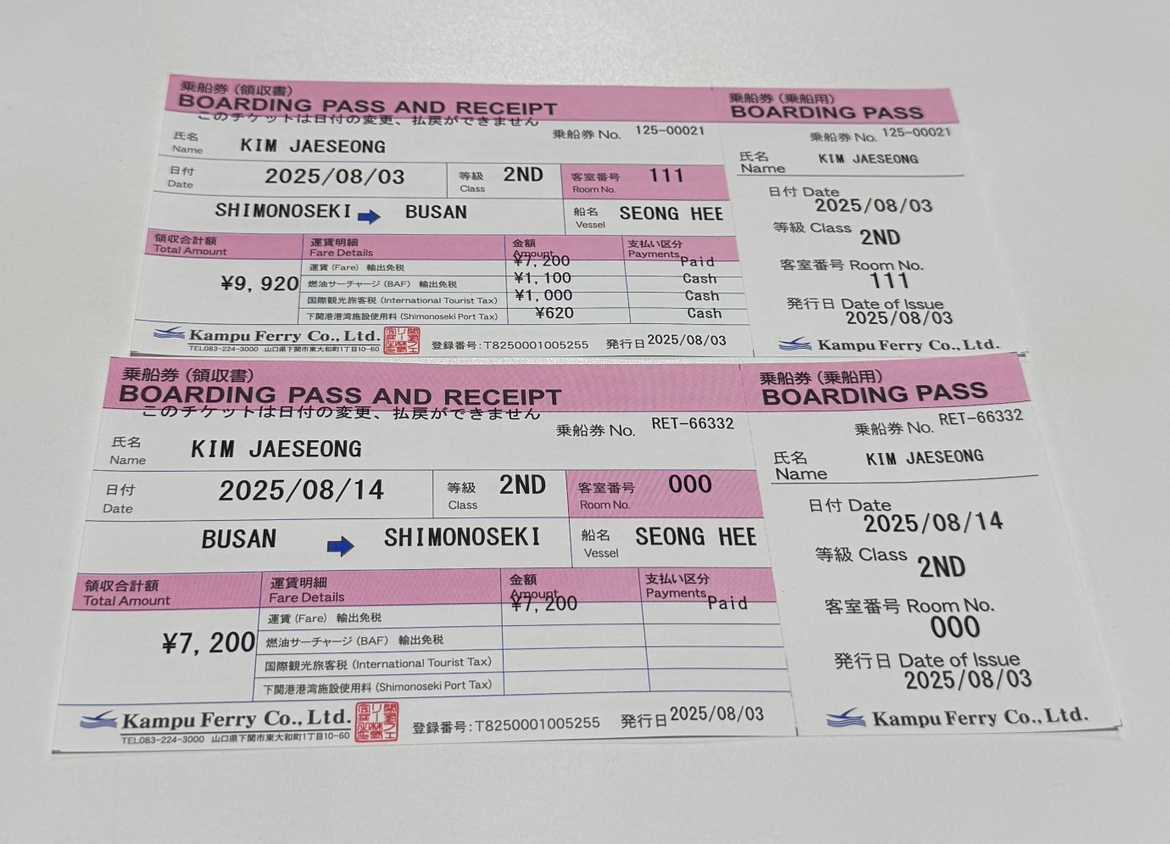 乗船券（領収書）
BOARDING PASS AND RECEIPT
このチケットは日付の変更、払戻ができません
乗船券 No. 125-00021
氏名
Name
KIM JAESEONG
日付
Date
2025/08/03
等級
Class
2ND
客室番号
Room No.
111
SHIMONOSEKI ➡ BUSAN
船名
Vessel
SEONG HEE
領収合計額
Total Amount
¥9,920
運賃明細
Fare Details
金額
Amount
支払い区分
Payments
運賃 (Fare) 輸出免税 ¥7,200 Paid
燃油サーチャージ (BAF) 輸出免税 ¥1,100 Cash
国際観光旅客税 (International Tourist Tax) ¥1,000 Cash
下関港港湾施設使用料 (Shimonoseki Port Tax) ¥620 Cash
Kampu Ferry Co., Ltd.
TEL083-224-3000 山口県下関市東大和町1丁目10-60
登録番号:T8250001005255 発行日 2025/08/03
乗船券（乗船用）
BOARDING PASS
乗船券 No. 125-00021
氏名
Name
KIM JAESEONG
日付 Date
2025/08/03
等級 Class
2ND
客室番号 Room No.
111
発行日 Date of Issue
2025/08/03
Kampu Ferry Co., Ltd.
乗船券（領収書）
BOARDING PASS AND RECEIPT
このチケットは日付の変更、払戻ができません
乗船券 No. RET-66332
氏名
Name
KIM JAESEONG
日付
Date
2025/08/14
等級
Class
2ND
客室番号
Room No.
000
BUSAN ➡ SHIMONOSEKI
船名
Vessel
SEONG HEE
領収合計額
Total Amount
¥7,200
運賃明細
Fare Details
金額
Amount
支払い区分
Payments
運賃 (Fare) 輸出免税 ¥7,200 Paid
燃油サーチャージ (BAF) 輸出免税
国際観光旅客税 (International Tourist Tax)
下関港港湾施設使用料 (Shimonoseki Port Tax)
Kampu Ferry Co., Ltd.
TEL083-224-3000 山口県下関市東大和町1丁目10-60
登録番号:T8250001005255 発行日 2025/08/03
乗船券（乗船用）
BOARDING PASS
乗船券 No. RET-66332
氏名
Name
KIM JAESEONG
日付 Date
2025/08/14
等級 Class
2ND
客室番号 Room No.
000
発行日 Date of Issue
2025/08/03
Kampu Ferry Co., Ltd.